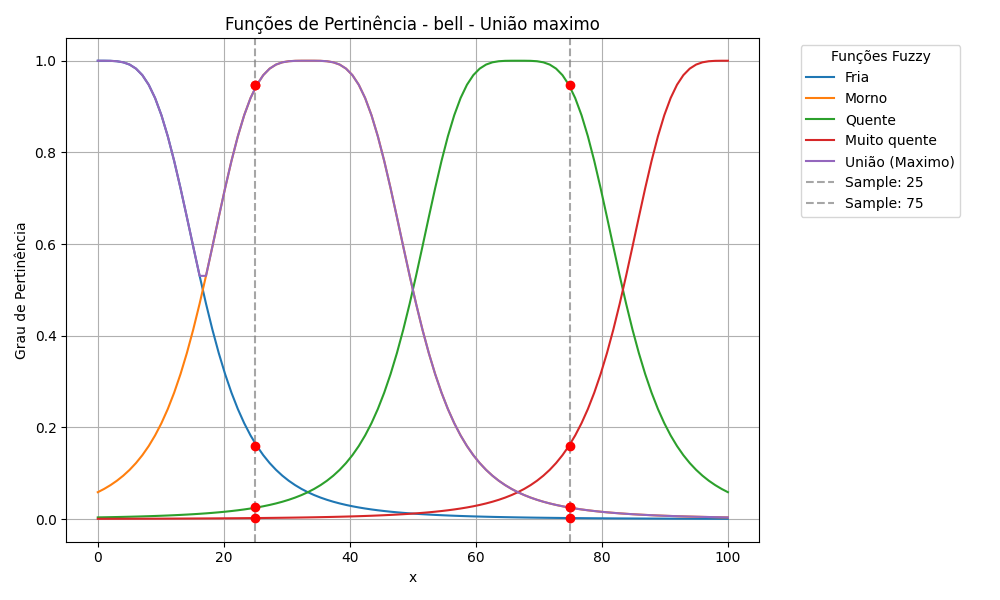 Funções de Pertinência - bell - União maximo
Grau de Pertinência
1.0
0.8
0.6
0.4
0.2
0.0
0
20
40
60
80
100
x
Funções Fuzzy
Fria
Morno
Quente
Muito quente
União (Maximo)
Sample: 25
Sample: 75